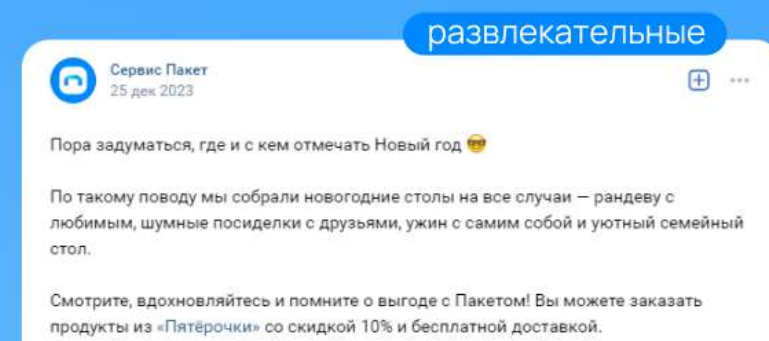 развлекательные
Сервис Пакет
25 дек 2023
Пора задуматься, где и с кем отмечать Новый год 🤓
По такому поводу мы собрали новогодние столы на все случаи — рандеву с
любимым, шумные посиделки с друзьями, ужин с самим собой и уютный семейный
стол.
Смотрите, вдохновляйтесь и помните о выгоде с Пакетом! Вы можете заказать
продукты из «Пятёрочки» со скидкой 10% и бесплатной доставкой.